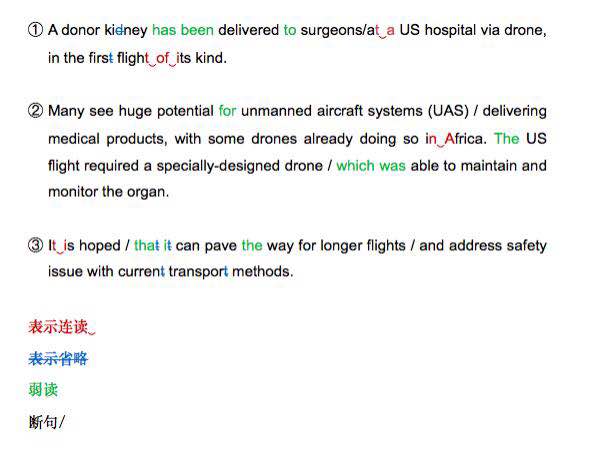 ① A donor kidney has been delivered to surgeons/at‿a US hospital via drone,
in the first flight‿of‿its kind.
② Many see huge potential for unmanned aircraft systems (UAS) / delivering
medical products, with some drones already doing so in‿Africa. The US
flight required a specially-designed drone / which was able to maintain and
monitor the organ.
③ It‿is hoped / that it can pave the way for longer flights / and address safety
issue with current transport methods.
表示连读‿
表示省略
弱读
断句/